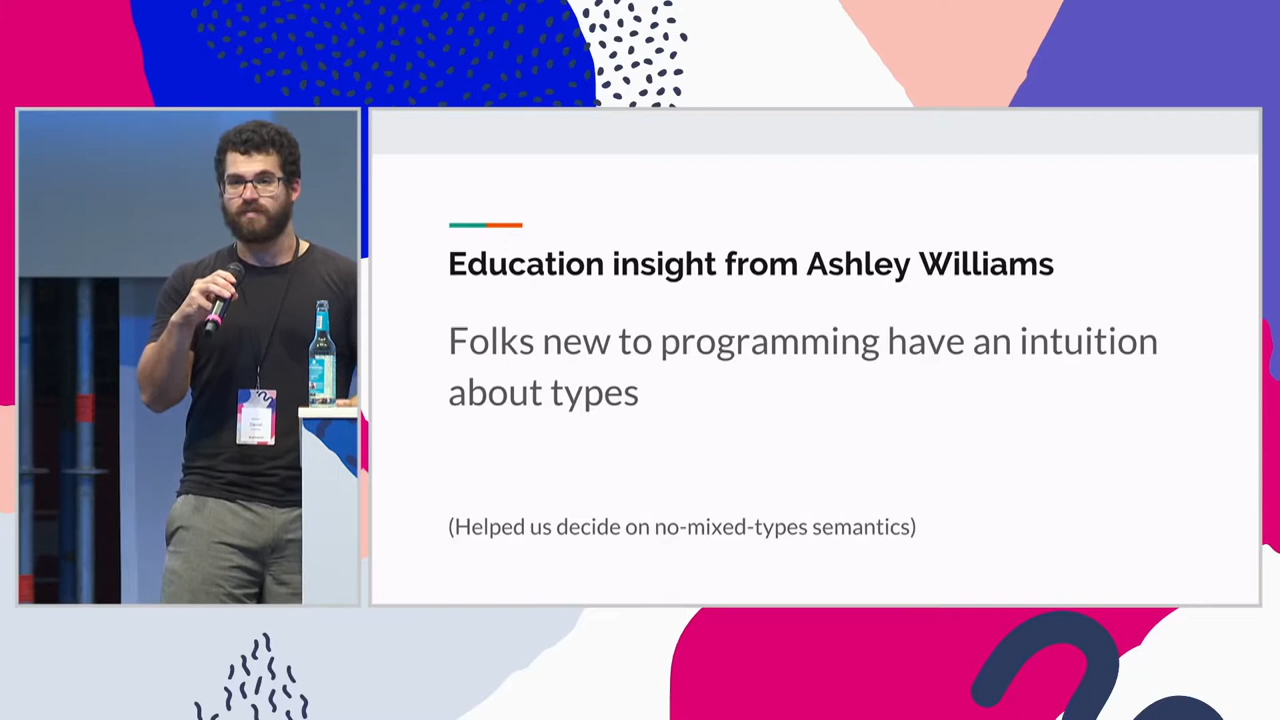 Education insight from Ashley Williams
Folks new to programming have an intuition
about types
(Helped us decide on no-mixed-types semantics)
Daniel